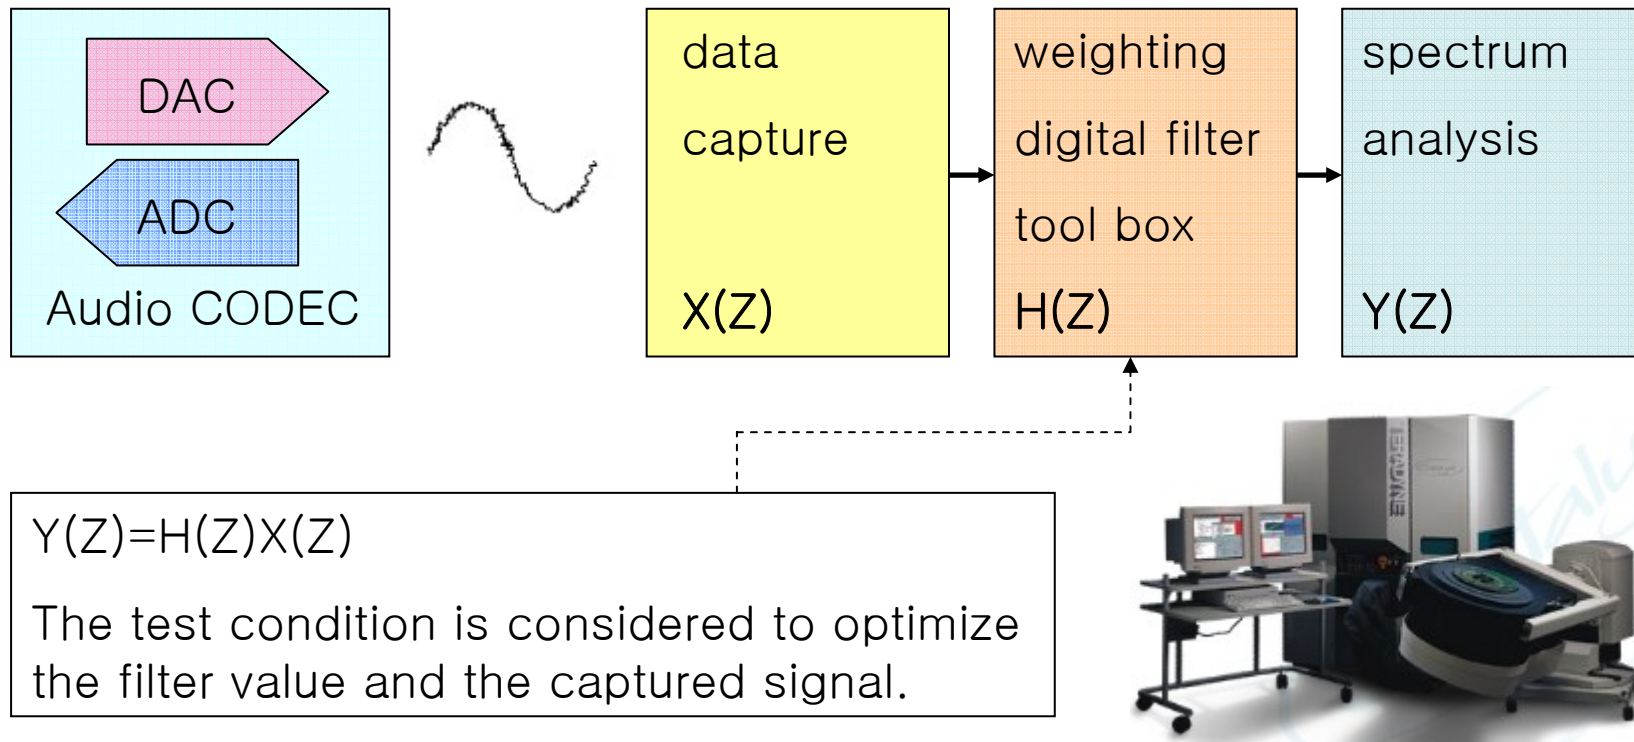 DAC
ADC
Audio CODEC
data
capture
X(Z)
weighting
digital filter
tool box
H(Z)
spectrum
analysis
Y(Z)
Y(Z)=H(Z)X(Z)
The test condition is considered to optimize
the filter value and the captured signal.
TERADYNE